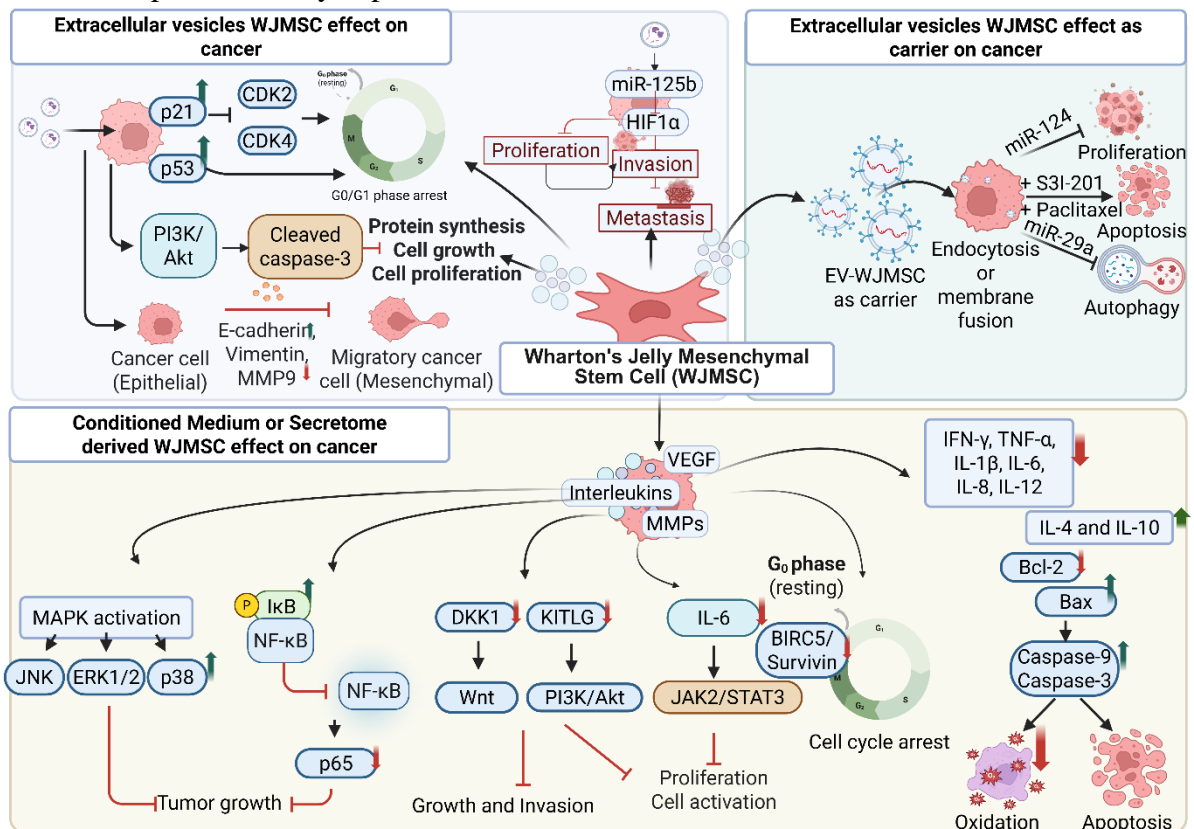 Extracellular vesicles WJMSC effect on
cancer
p21
CDK2
CDK4
p53
G₀ phase
(resting)
G₁
S
G₂
M
G0/G1 phase arrest
miR-125b
HIF1α
Proliferation
Invasion
Metastasis
PI3K/
Akt
Cleaved
caspase-3
Protein synthesis
Cell growth
Cell proliferation
Cancer cell
(Epithelial)
E-cadherin,
Vimentin,
MMP9
Migratory cancer
cell (Mesenchymal)
Extracellular vesicles WJMSC effect as
carrier on cancer
EV-WJMSC
as carrier
Endocytosis
or
membrane
fusion
miR-124
Proliferation
+ S3I-201
+ Paclitaxel
Apoptosis
miR-29a
Autophagy
Wharton's Jelly Mesenchymal
Stem Cell (WJMSC)
Conditioned Medium or Secretome
derived WJMSC effect on cancer
VEGF
Interleukins
MMPs
MAPK activation
JNK
ERK1/2
p38
P
IκB
NF-κB
NF-κB
p65
Tumor growth
DKK1
KITLG
Wnt
PI3K/Akt
Growth and Invasion
IL-6
JAK2/STAT3
Proliferation
Cell activation
G₀ phase
(resting)
BIRC5/
Survivin
G₁
S
G₂
M
Cell cycle arrest
IFN-γ, TNF-α,
IL-1β, IL-6,
IL-8, IL-12
IL-4 and IL-10
Bcl-2
Bax
Caspase-9
Caspase-3
Oxidation
Apoptosis